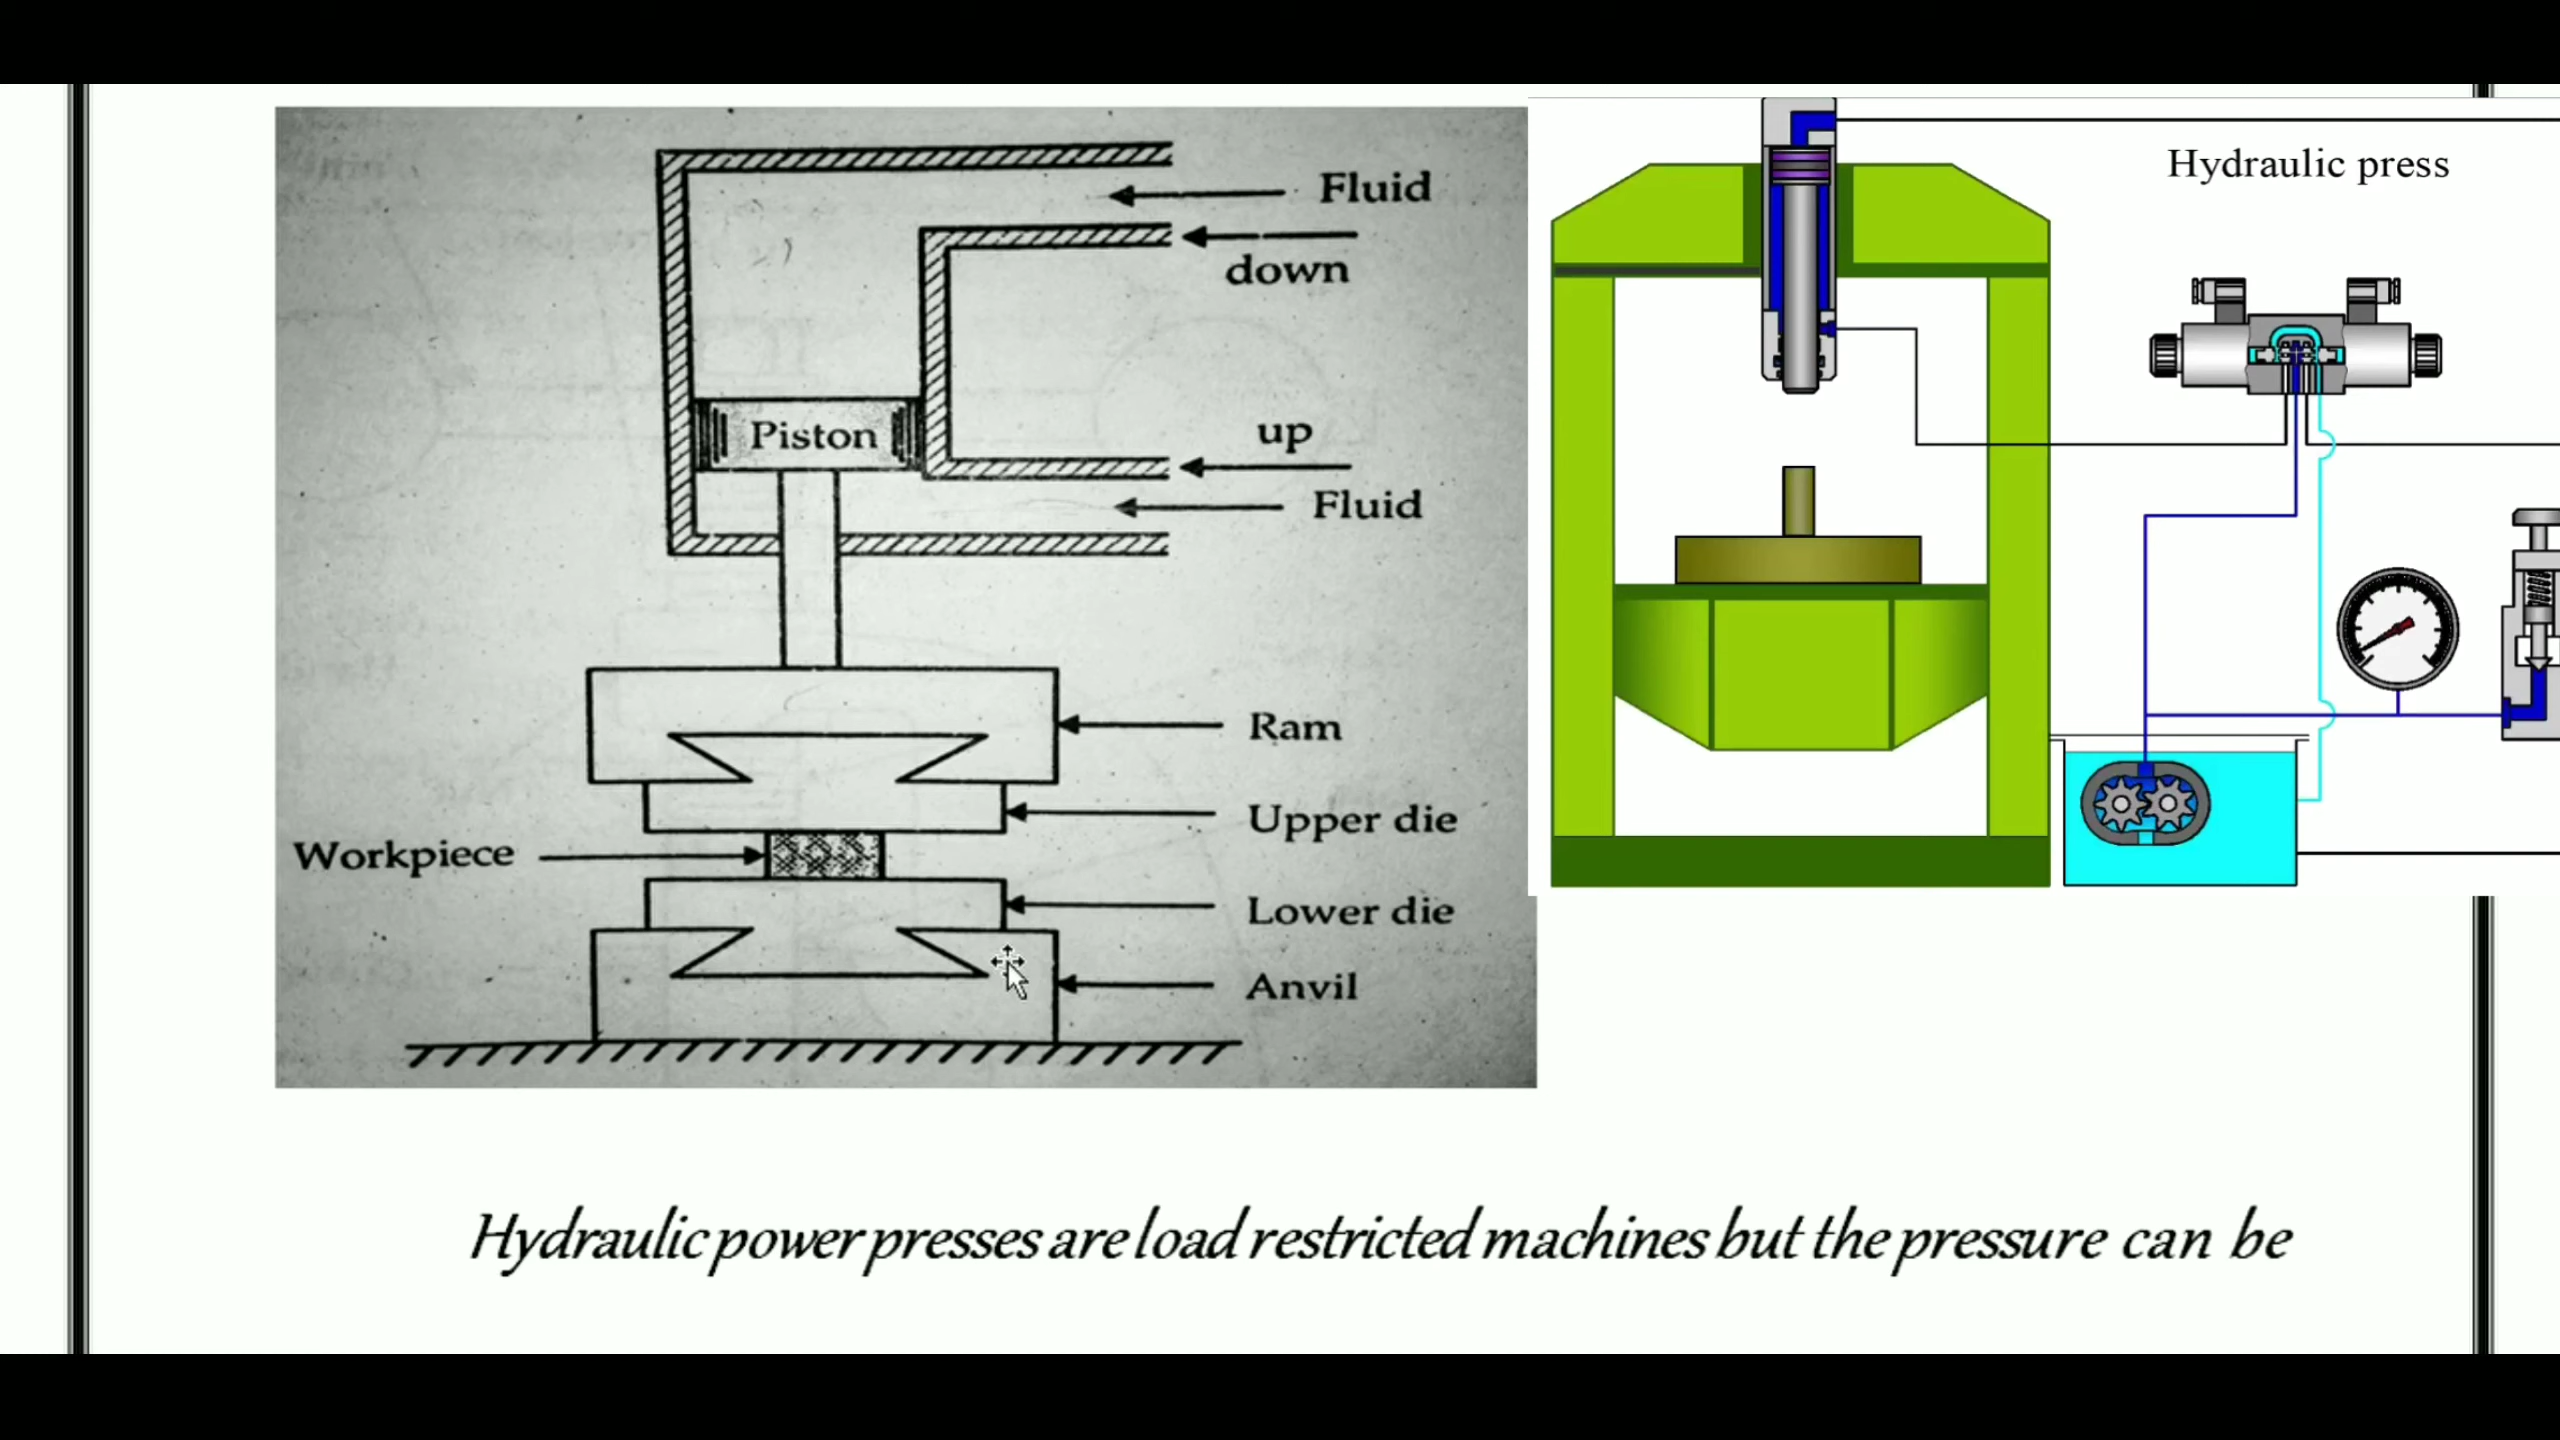 Fluid
down
Hydraulic press
up
Piston
Fluid
Ram
Upper die
Workpiece
Lower die
Anvil
Hydraulic power presses are load restricted machines but the pressure can be